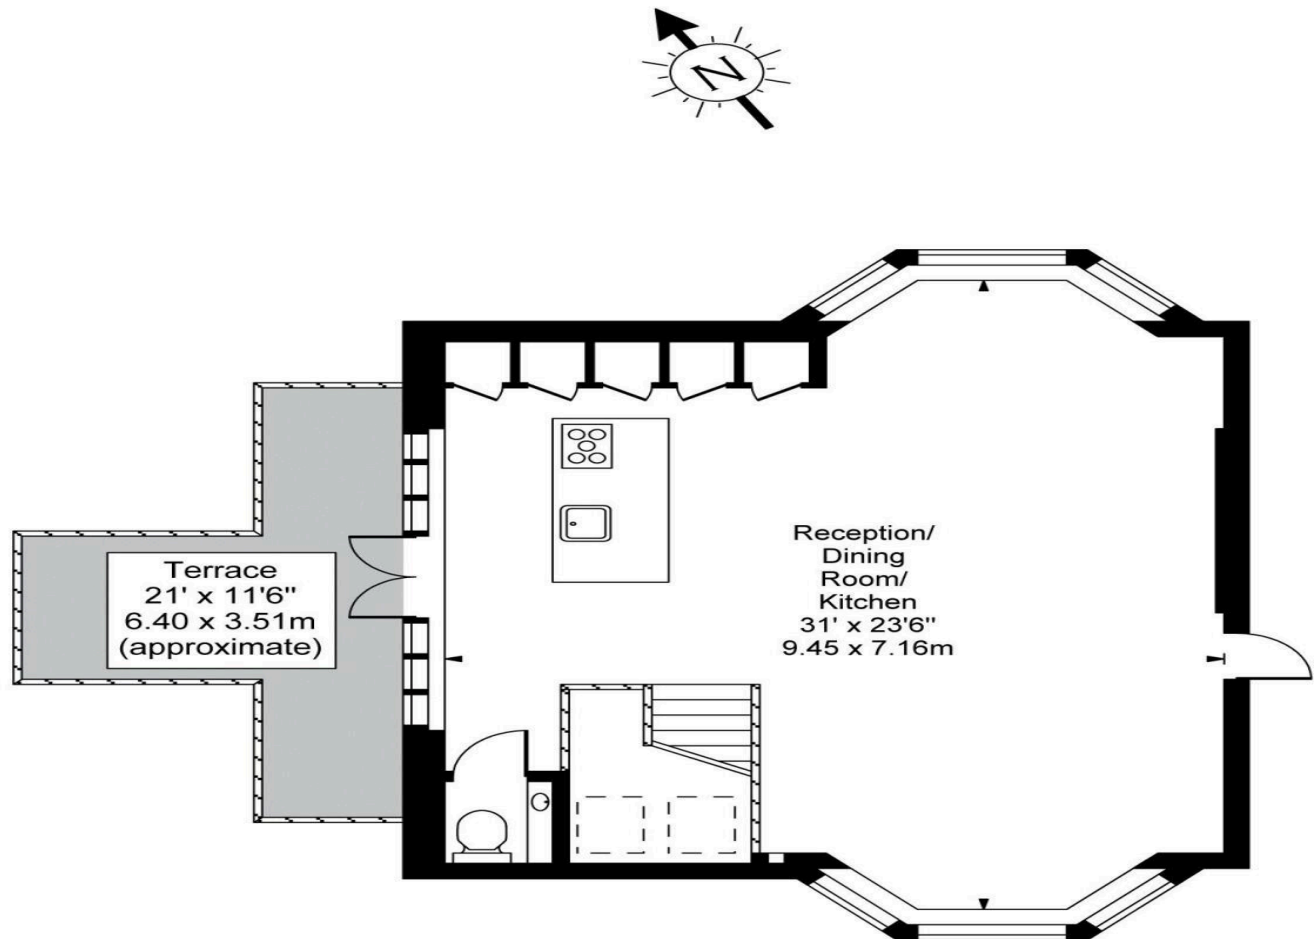 N
Reception/
Dining
Room/
Kitchen
31' x 23'6"
9.45 x 7.16m
Terrace
21' x 11'6"
6.40 x 3.51m
(approximate)